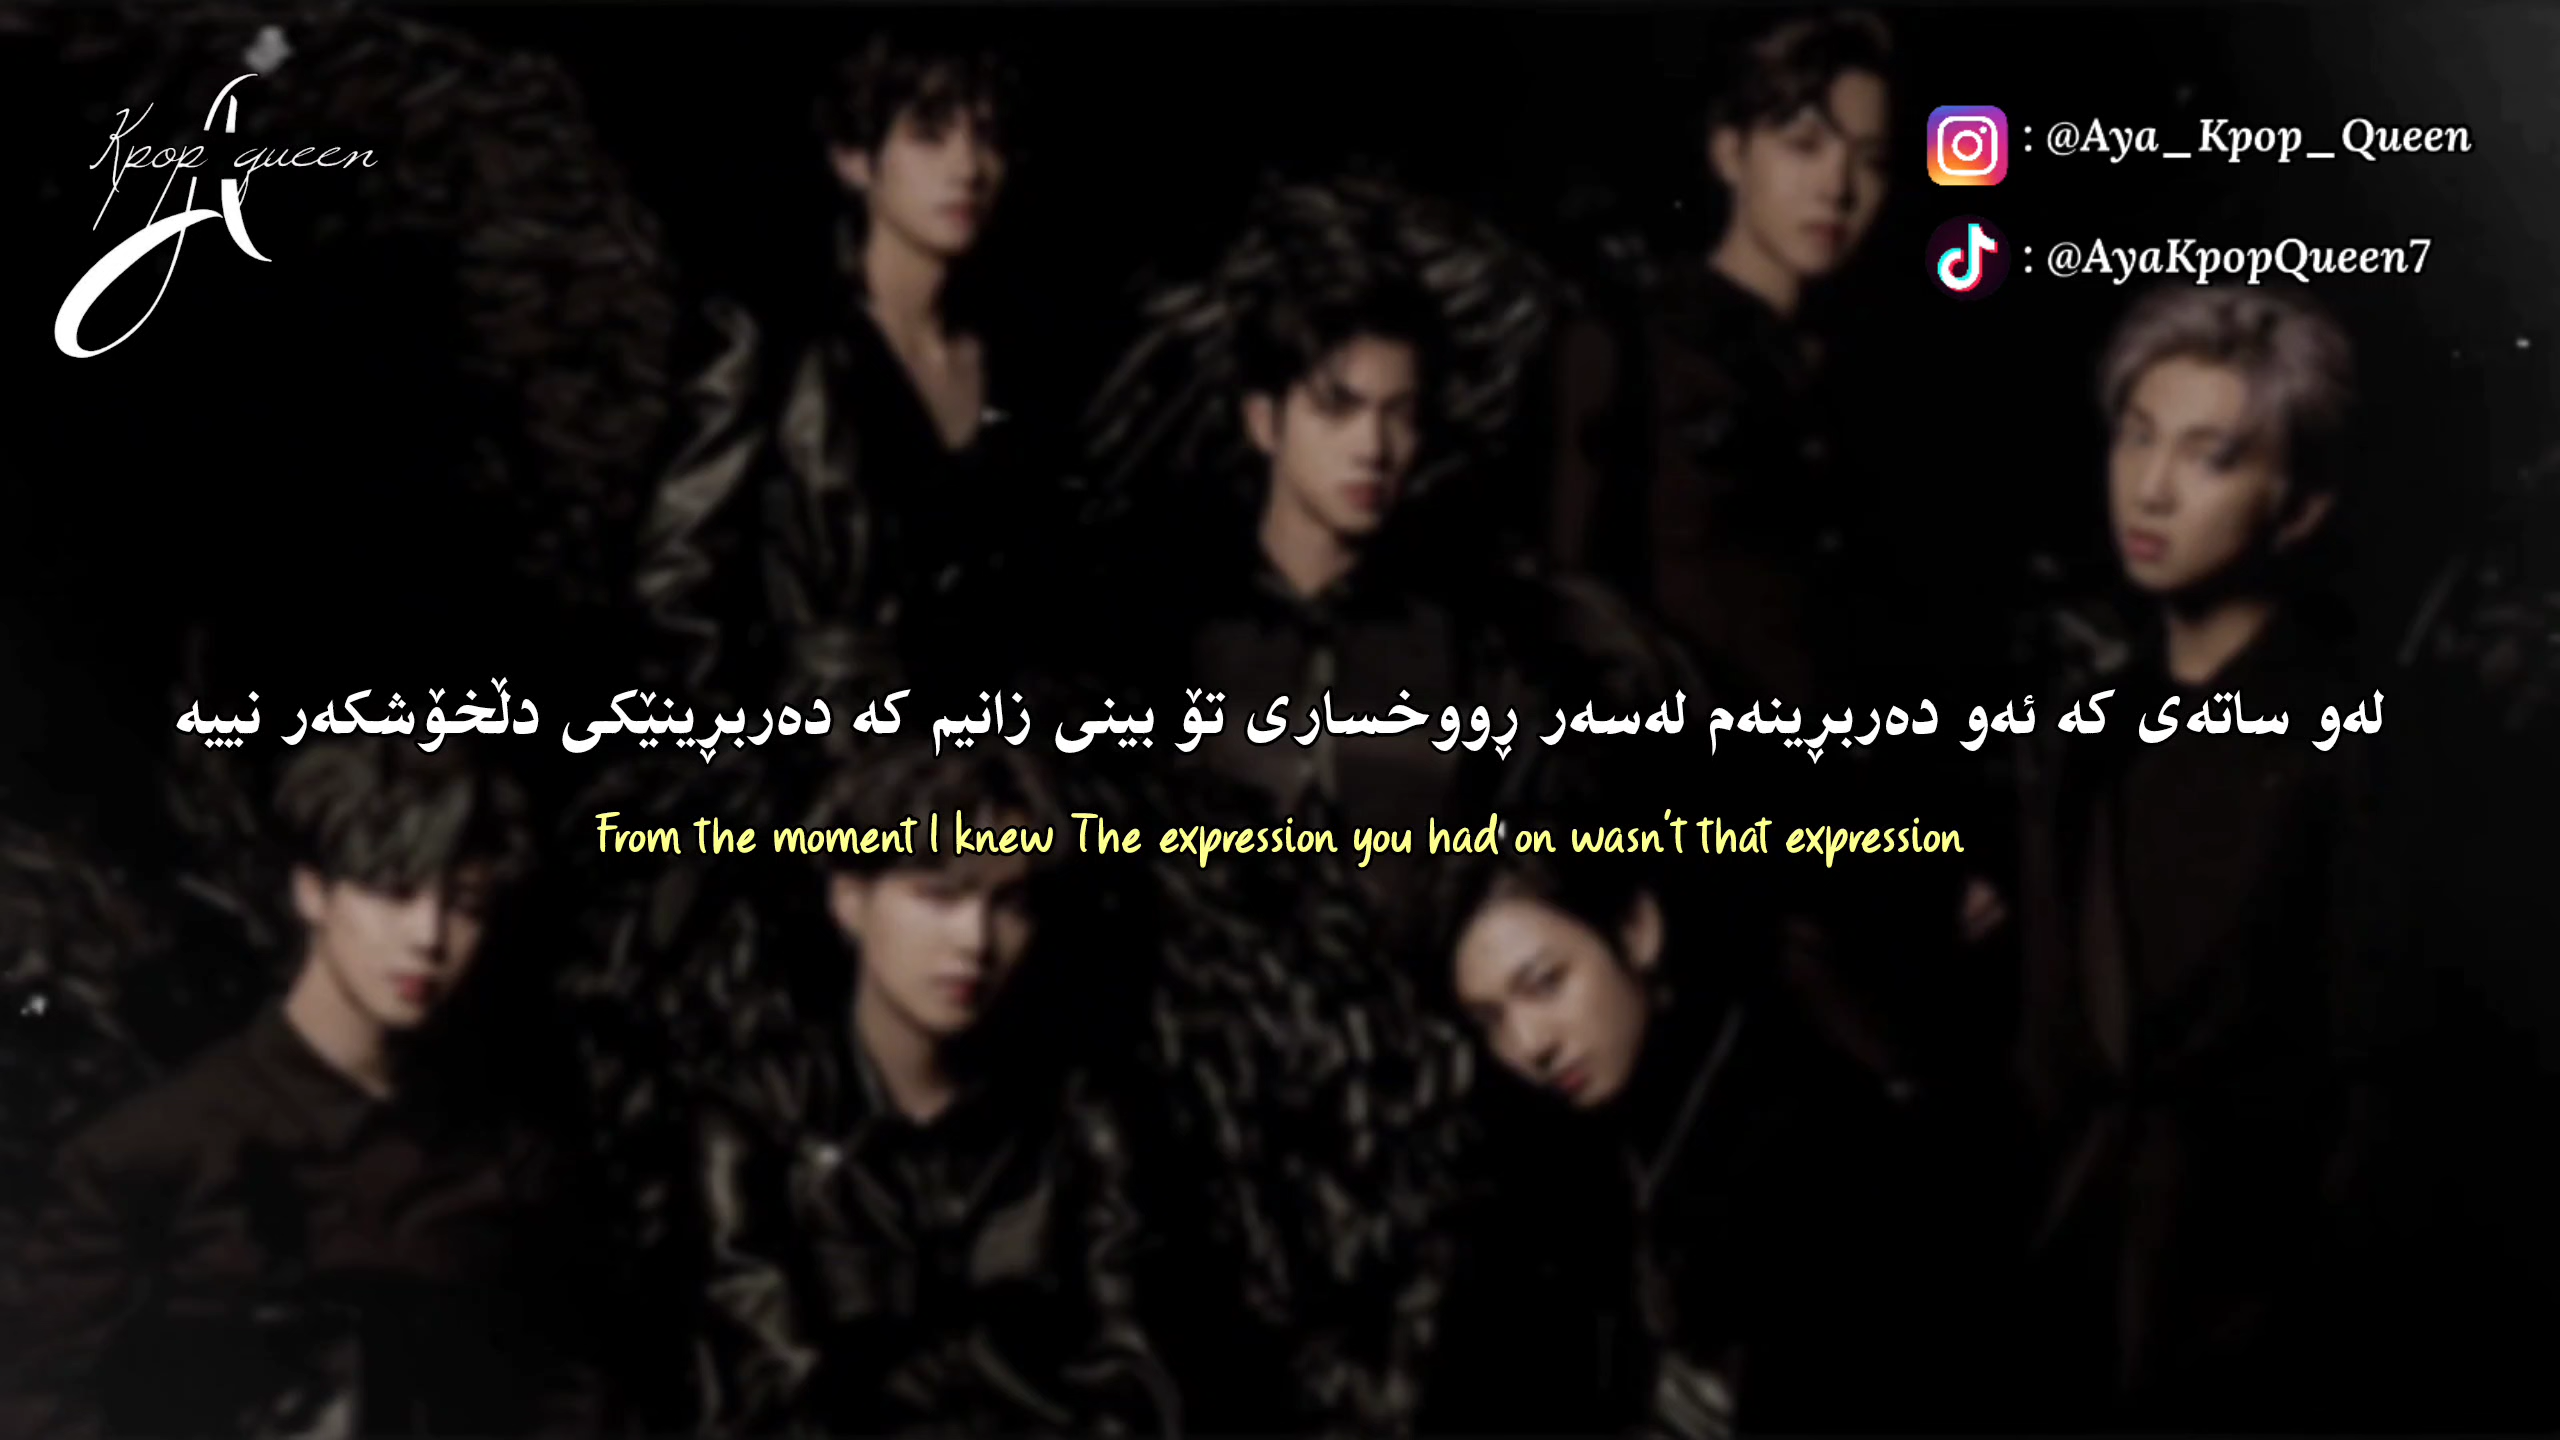 Kpop queen
A
: @Aya_Kpop_Queen
: @AyaKpopQueen7
لەو ساتەی کە ئەو دەربڕینەم لەسەر ڕووخساری تۆ بینی زانیم کە دەربڕینێکی دڵخۆشکەر نییە
From the moment I knew The expression you had on wasn't that expression